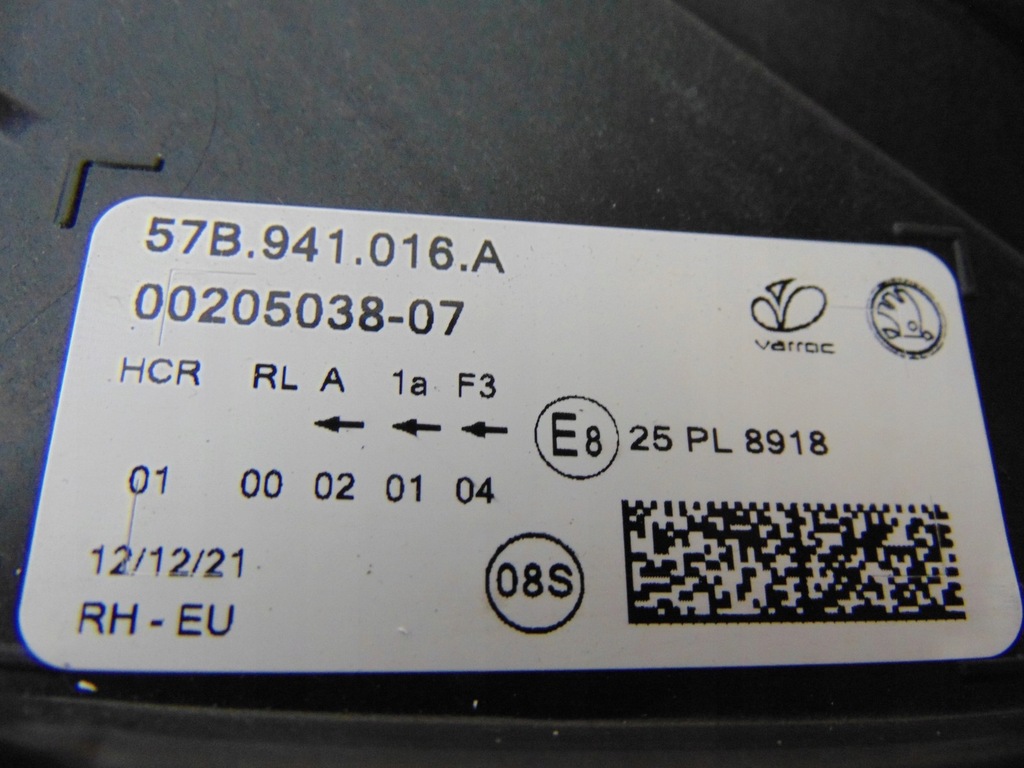 57B.941.016.A
00205038-07
varroc
HCR RL A 1a F3
E8 25 PL 8918
01 00 02 01 04
12/12/21
08S
RH - EU